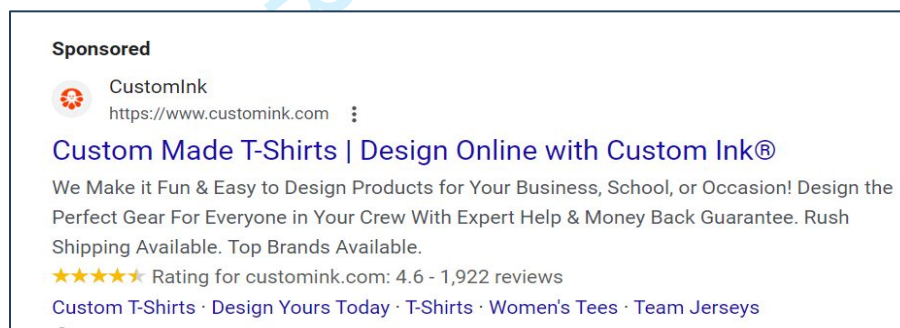 Sponsored
CustomInk
https://www.customink.com
Custom Made T-Shirts | Design Online with Custom Ink®
We Make it Fun & Easy to Design Products for Your Business, School, or Occasion! Design the
Perfect Gear For Everyone in Your Crew With Expert Help & Money Back Guarantee. Rush
Shipping Available. Top Brands Available.
Rating for customink.com: 4.6 - 1,922 reviews
Custom T-Shirts · Design Yours Today · T-Shirts · Women's Tees · Team Jerseys